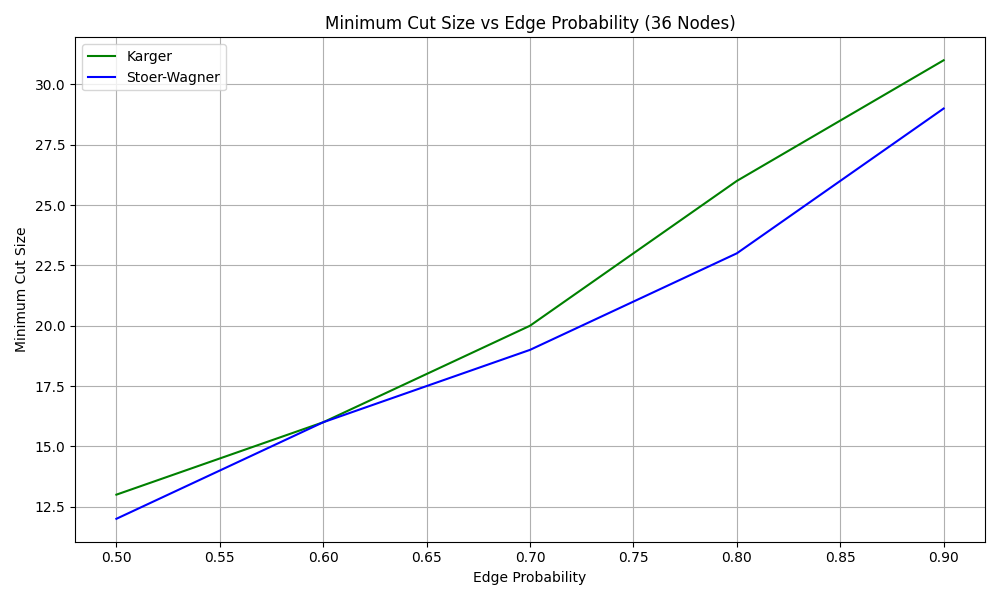 Minimum Cut Size vs Edge Probability (36 Nodes)
Karger
Stoer-Wagner
Minimum Cut Size
30.0
27.5
25.0
22.5
20.0
17.5
15.0
12.5
0.50 0.55 0.60 0.65 0.70 0.75 0.80 0.85 0.90
Edge Probability